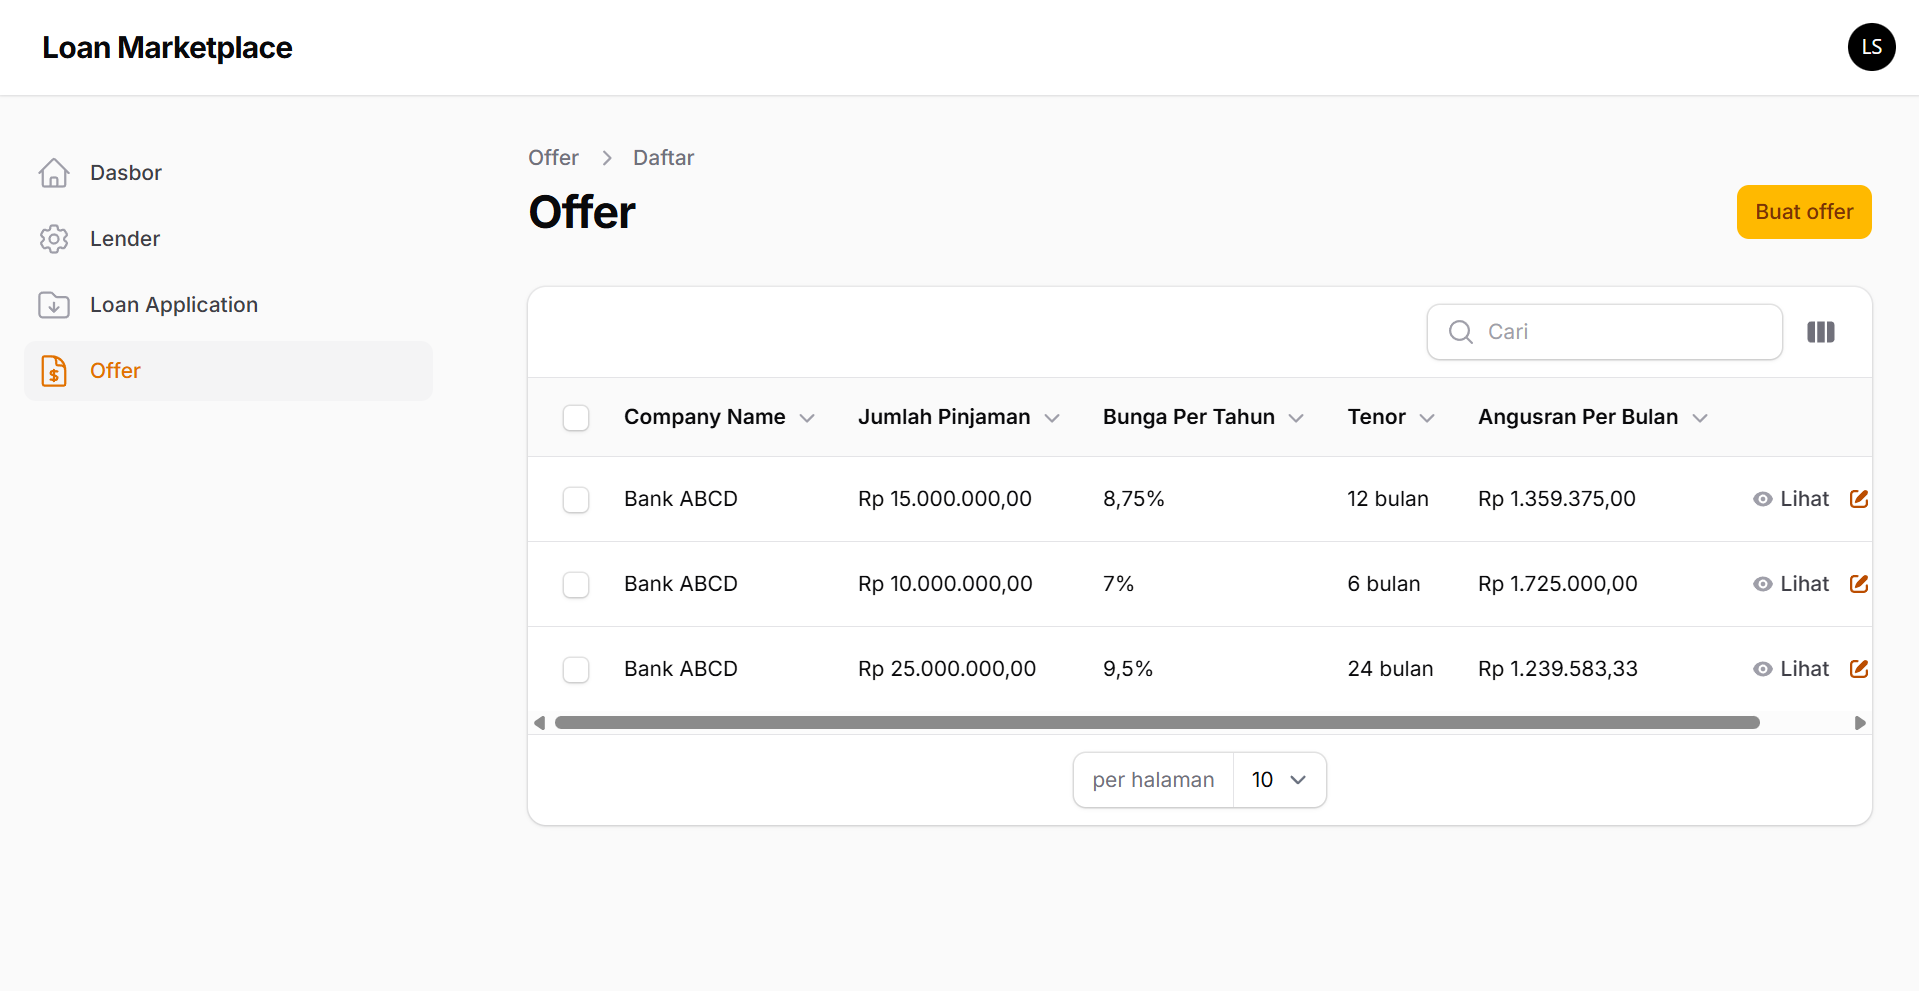 Loan Marketplace
LS
Dasbor
Lender
Loan Application
Offer
Offer > Daftar
Offer
Buat offer
Cari
Company Name Jumlah Pinjaman Bunga Per Tahun Tenor Angusran Per Bulan
Bank ABCD Rp 15.000.000,00 8,75% 12 bulan Rp 1.359.375,00 Lihat
Bank ABCD Rp 10.000.000,00 7% 6 bulan Rp 1.725.000,00 Lihat
Bank ABCD Rp 25.000.000,00 9,5% 24 bulan Rp 1.239.583,33 Lihat
per halaman 10